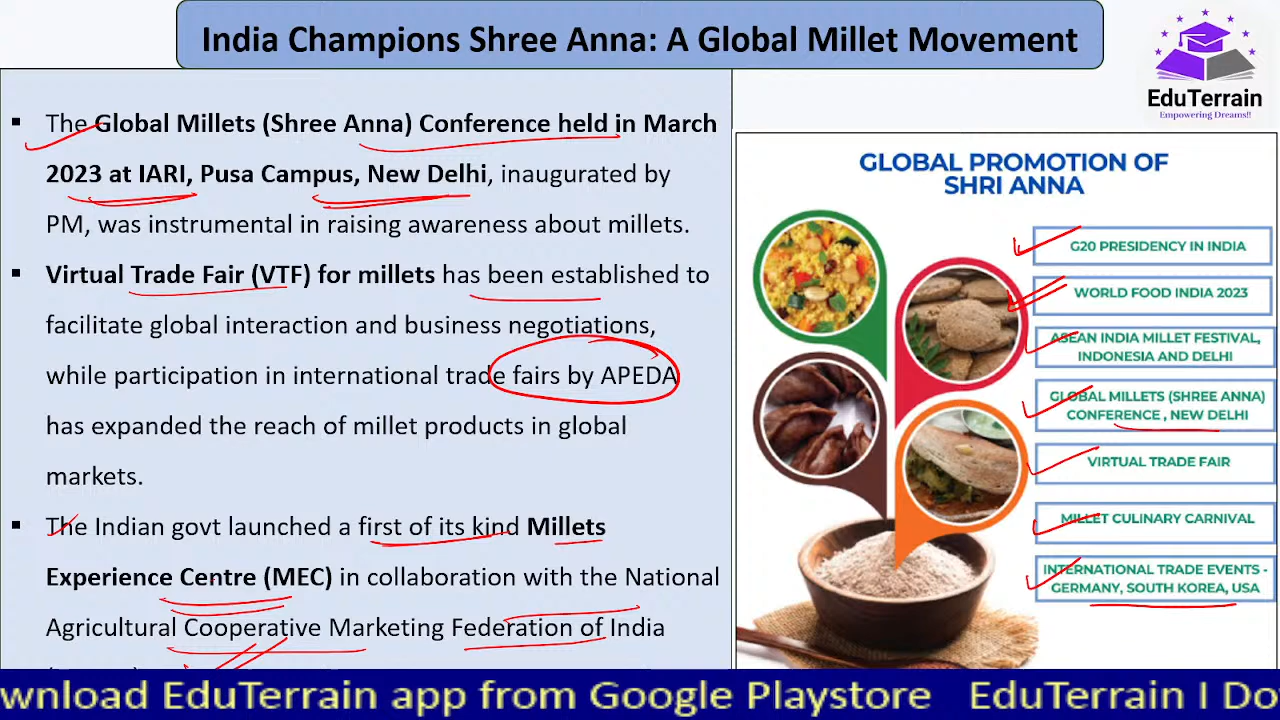 India Champions Shree Anna: A Global Millet Movement
EduTerrain
Empowering Dreams!!
▪ The Global Millets (Shree Anna) Conference held in March
2023 at IARI, Pusa Campus, New Delhi, inaugurated by
PM, was instrumental in raising awareness about millets.
▪ Virtual Trade Fair (VTF) for millets has been established to
facilitate global interaction and business negotiations,
while participation in international trade fairs by APEDA
has expanded the reach of millet products in global
markets.
▪ The Indian govt launched a first of its kind Millets
Experience Centre (MEC) in collaboration with the National
Agricultural Cooperative Marketing Federation of India
GLOBAL PROMOTION OF
SHRI ANNA
G20 PRESIDENCY IN INDIA
WORLD FOOD INDIA 2023
ASEAN INDIA MILLET FESTIVAL,
INDONESIA AND DELHI
GLOBAL MILLETS (SHREE ANNA)
CONFERENCE , NEW DELHI
VIRTUAL TRADE FAIR
MILLET CULINARY CARNIVAL
INTERNATIONAL TRADE EVENTS -
GERMANY, SOUTH KOREA, USA
wnload EduTerrain app from Google Playstore EduTerrain I Do